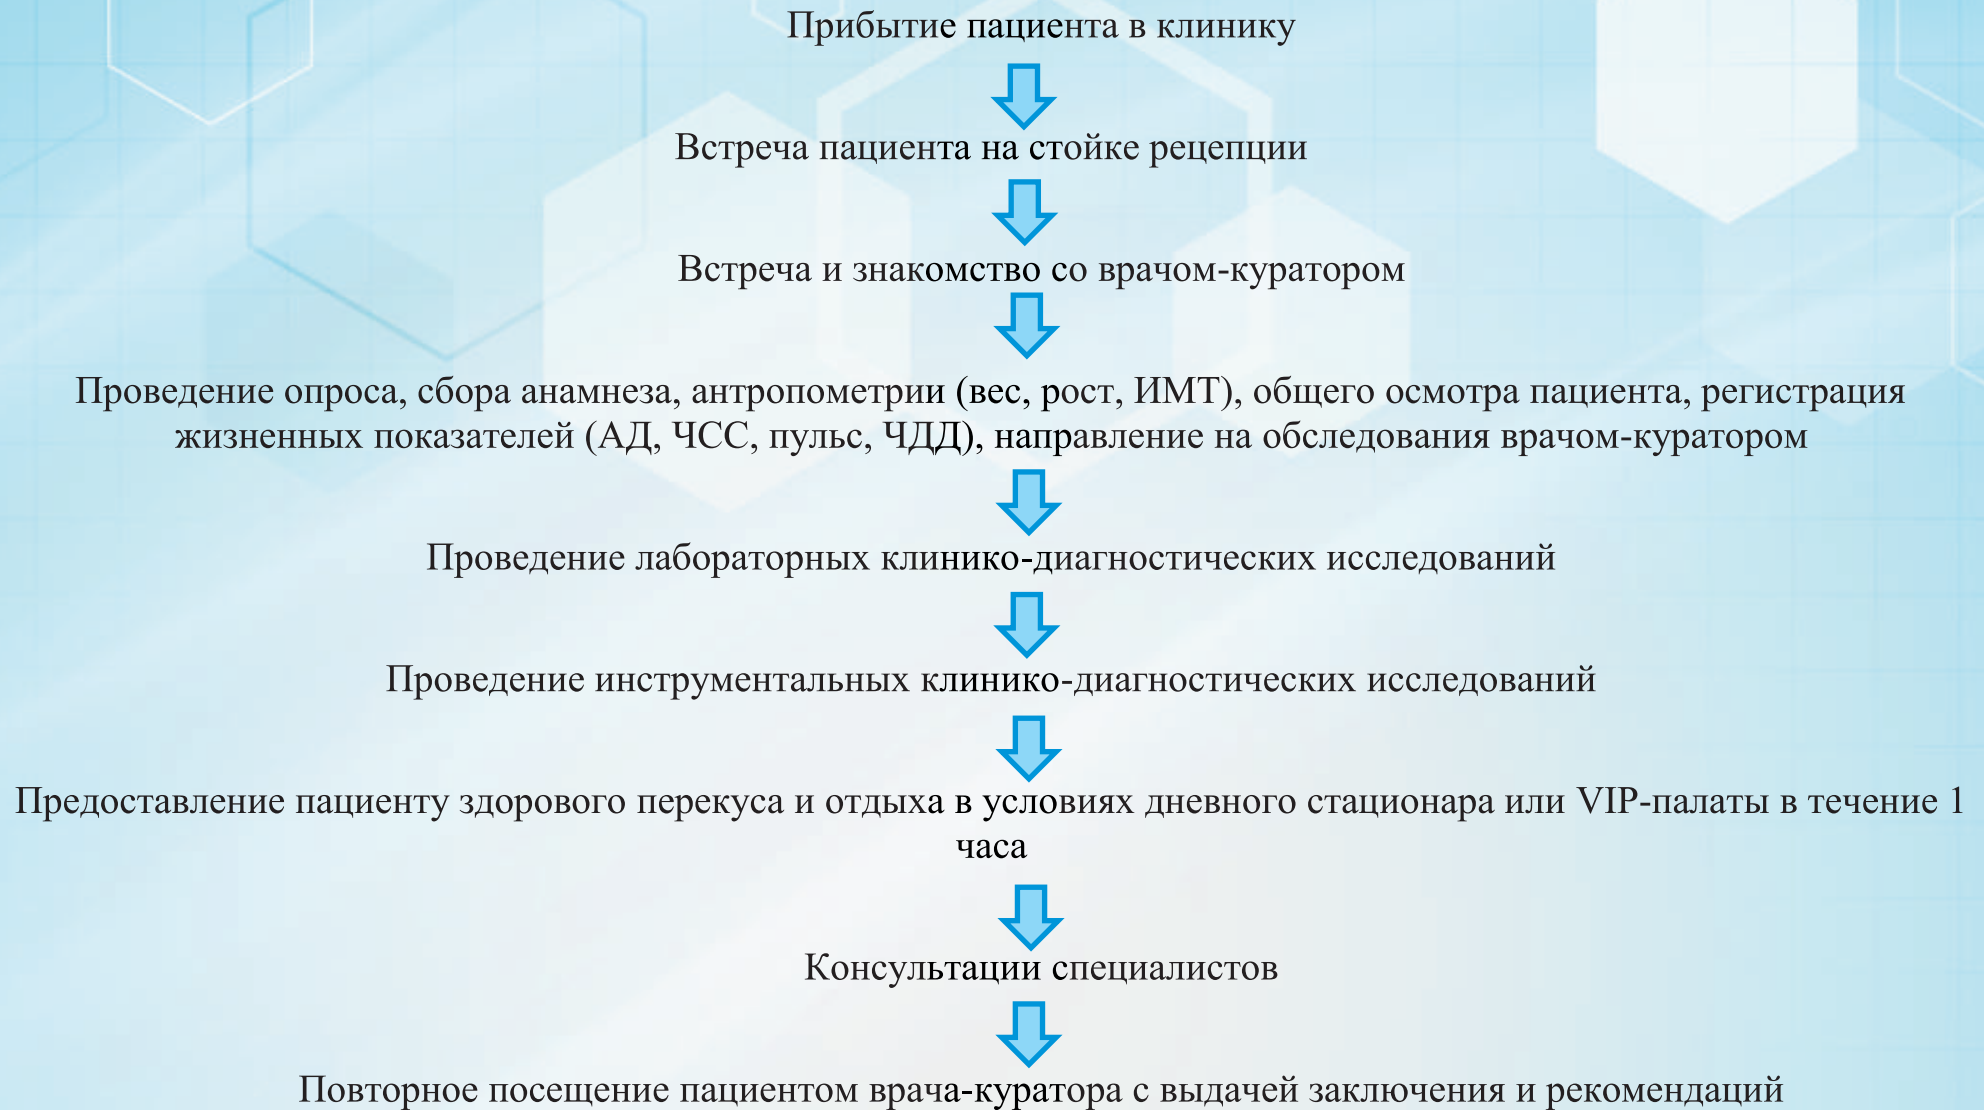 Прибытие пациента в клинику
Встреча пациента на стойке рецепции
Встреча и знакомство со врачом-куратором
Проведение опроса, сбора анамнеза, антропометрии (вес, рост, ИМТ), общего осмотра пациента, регистрация
жизненных показателей (АД, ЧСС, пульс, ЧДД), направление на обследования врачом-куратором
Проведение лабораторных клинико-диагностических исследований
Проведение инструментальных клинико-диагностических исследований
Предоставление пациенту здорового перекуса и отдыха в условиях дневного стационара или VIP-палаты в течение 1
часа
Консультации специалистов
Повторное посещение пациентом врача-куратора с выдачей заключения и рекомендаций